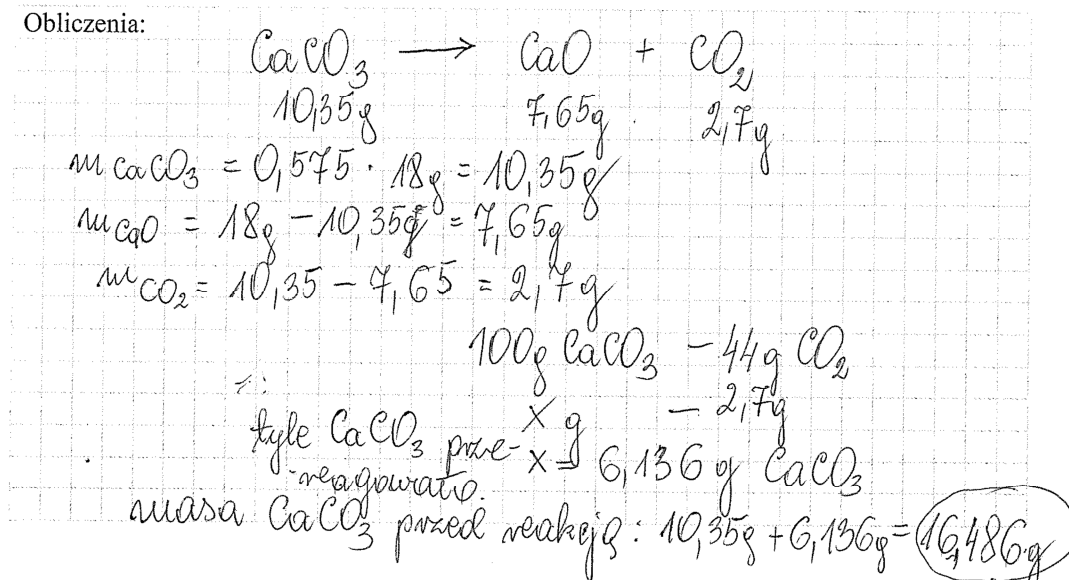 Obliczenia:
CaCO₃ → CaO + CO₂
10,35g 7,65g 2,7g
m CaCO₃ = 0,575 · 18g = 10,35g
m CaO = 18g - 10,35g = 7,65g
m CO₂ = 10,35 - 7,65 = 2,7g
100g CaCO₃ - 44g CO₂
x g - 2,7g
tyle CaCO₃ prze- x = 6,136g CaCO₃
reagowało.
masa CaCO₃ przed reakcją: 10,35g + 6,136g = 16,486g